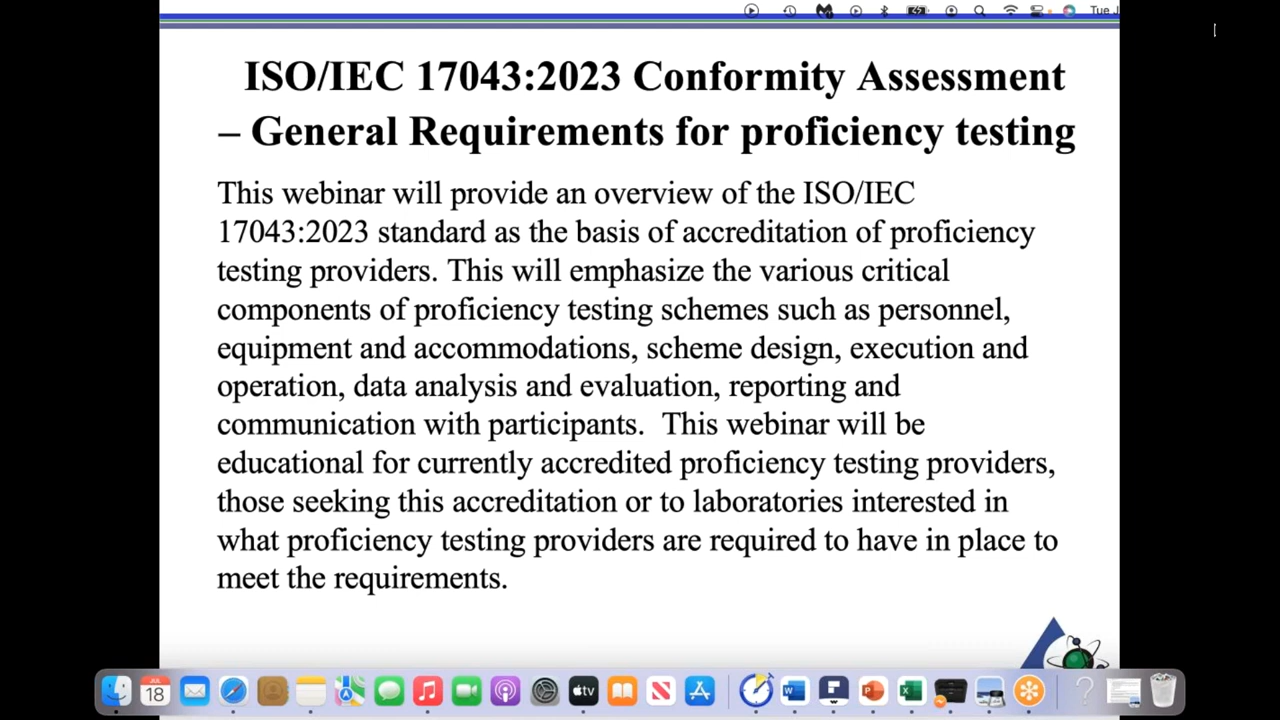 Tue J
ISO/IEC 17043:2023 Conformity Assessment
– General Requirements for proficiency testing
This webinar will provide an overview of the ISO/IEC
17043:2023 standard as the basis of accreditation of proficiency
testing providers. This will emphasize the various critical
components of proficiency testing schemes such as personnel,
equipment and accommodations, scheme design, execution and
operation, data analysis and evaluation, reporting and
communication with participants.  This webinar will be
educational for currently accredited proficiency testing providers,
those seeking this accreditation or to laboratories interested in
what proficiency testing providers are required to have in place to
meet the requirements.
JUL
18
tv